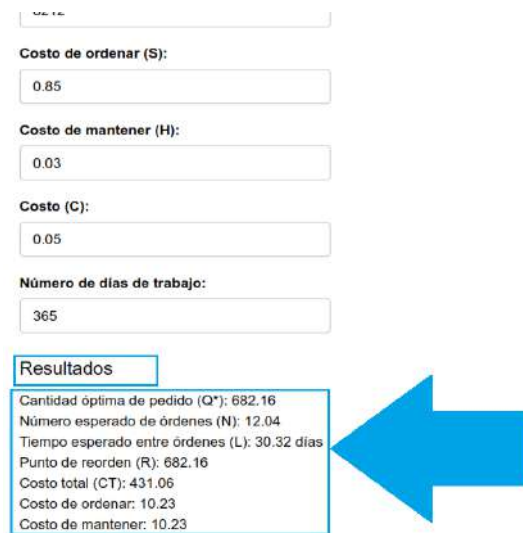 Costo de ordenar (S):
0.85
Costo de mantener (H):
0.03
Costo (C):
0.05
Número de días de trabajo:
365
Resultados
Cantidad óptima de pedido (Q*): 682.16
Número esperado de órdenes (N): 12.04
Tiempo esperado entre órdenes (L): 30.32 días
Punto de reorden (R): 682.16
Costo total (CT): 431.06
Costo de ordenar: 10.23
Costo de mantener: 10.23